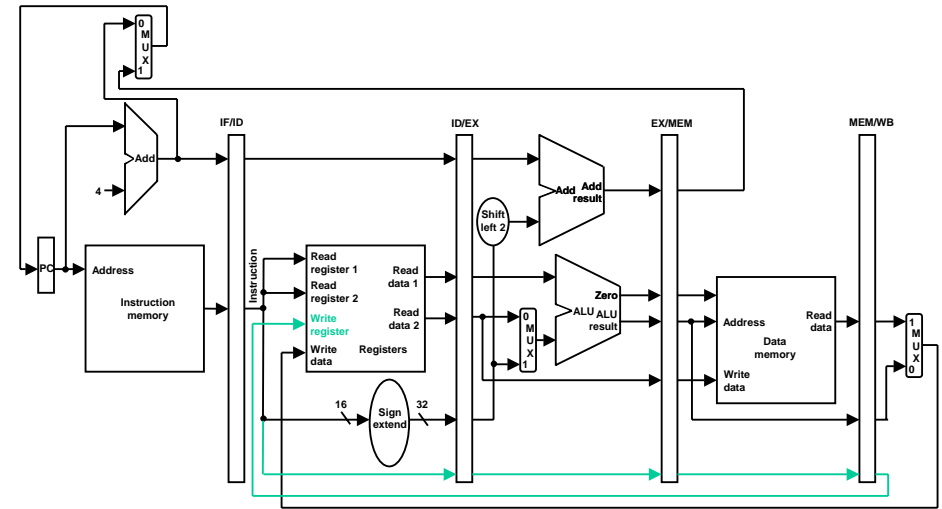 0
M
U
X
1
IF/ID
ID/EX
EX/MEM
MEM/WB
Add
4
Add
Add
result
Shift
left 2
PC
Address
Instruction
memory
Instruction
Read
register 1
Read
register 2
Write
register
Write
data
Read
data 1
Read
data 2
Registers
0
M
U
X
1
Zero
ALU
ALU
result
Address
Read
data
Data
memory
Write
data
1
M
U
X
0
16
Sign
extend
32